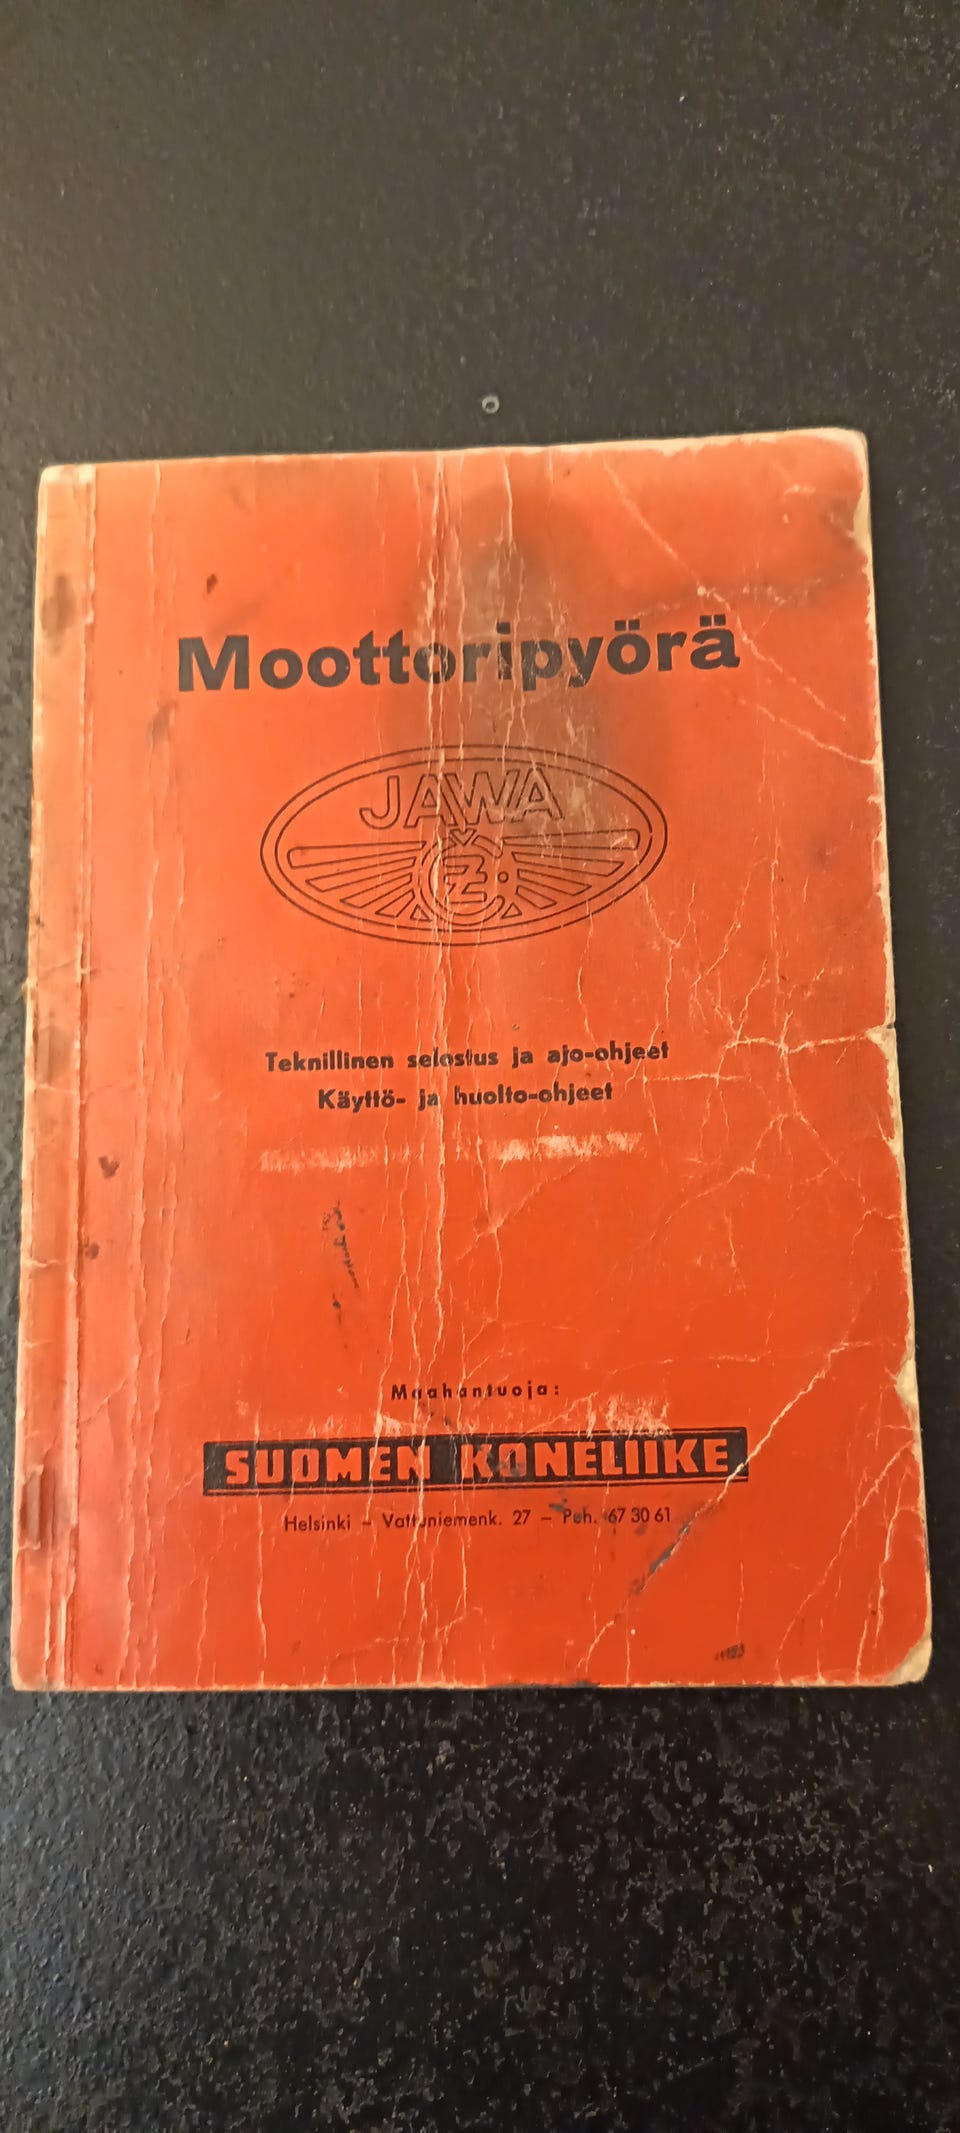 Moottoripyörä
JAWA
ČZ
Teknillinen selostus ja ajo-ohjeet
Käyttö- ja huolto-ohjeet
Maahantuoja:
SUOMEN KONELIIKE
Helsinki – Vattuniemenk. 27 – Puh. 67 30 61